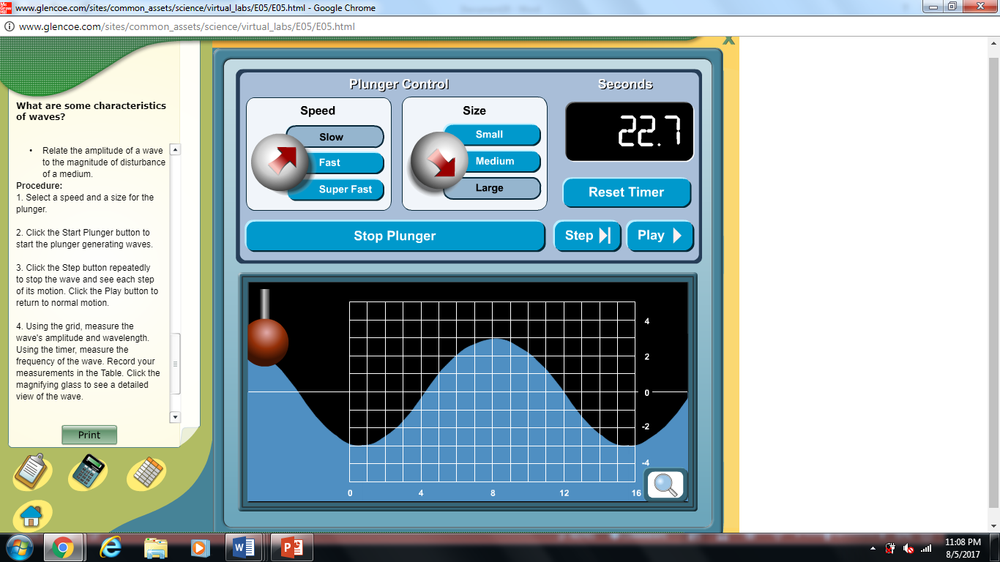 Mc
Graw
Hill
www.glencoe.com/sites/common_assets/science/virtual_labs/E05/E05.html - Google Chrome
www.glencoe.com/sites/common_assets/science/virtual_labs/E05/E05.html
X
What are some characteristics
of waves?
• Relate the amplitude of a wave
to the magnitude of disturbance
of a medium.
Procedure:
1. Select a speed and a size for the
plunger.
2. Click the Start Plunger button to
start the plunger generating waves.
3. Click the Step button repeatedly
to stop the wave and see each step
of its motion. Click the Play button to
return to normal motion.
4. Using the grid, measure the
wave's amplitude and wavelength.
Using the timer, measure the
frequency of the wave. Record your
measurements in the Table. Click the
magnifying glass to see a detailed
view of the wave.
Print
Plunger Control
Speed
Slow
Fast
Super Fast
Size
Small
Medium
Large
Seconds
22.7
Reset Timer
Stop Plunger
Step
Play
4
2
0
-2
-4
0 4 8 12 16
11:08 PM
8/5/2017